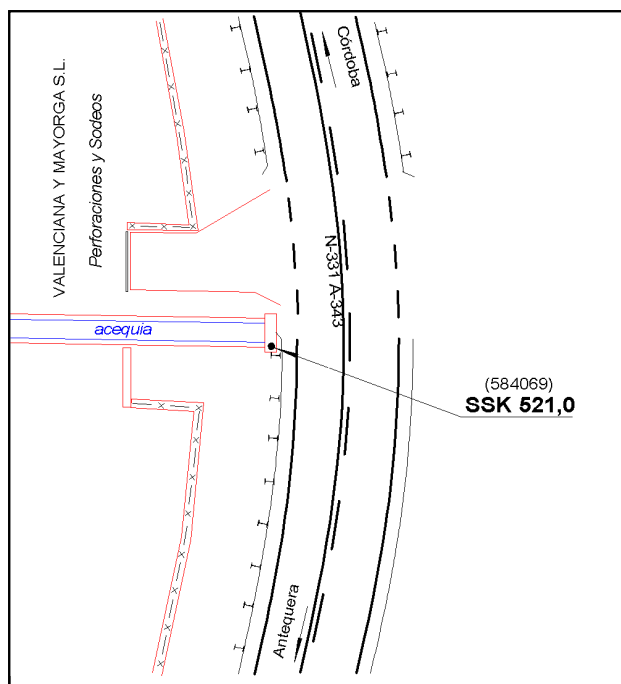 VALENCIANA Y MAYORGA S.L.
Perforaciones y Sodeos
Córdoba
N-331 A-343
acequia
(584069)
SSK 521,0
Antequera